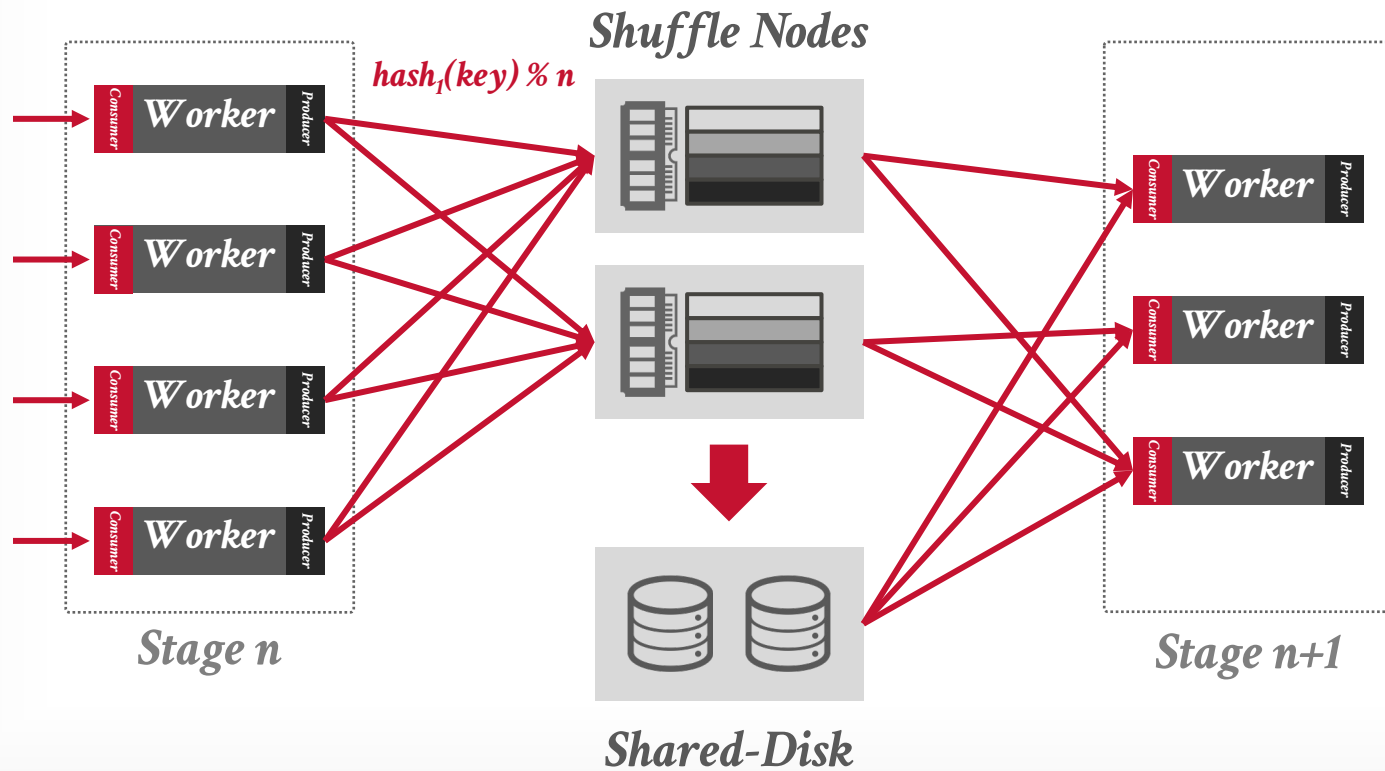 Shuffle Nodes
hash₁(key) % n
Consumer
Worker
Producer
Consumer
Worker
Producer
Consumer
Worker
Producer
Consumer
Worker
Producer
Stage n
Shared-Disk
Consumer
Worker
Producer
Consumer
Worker
Producer
Consumer
Worker
Producer
Stage n+1